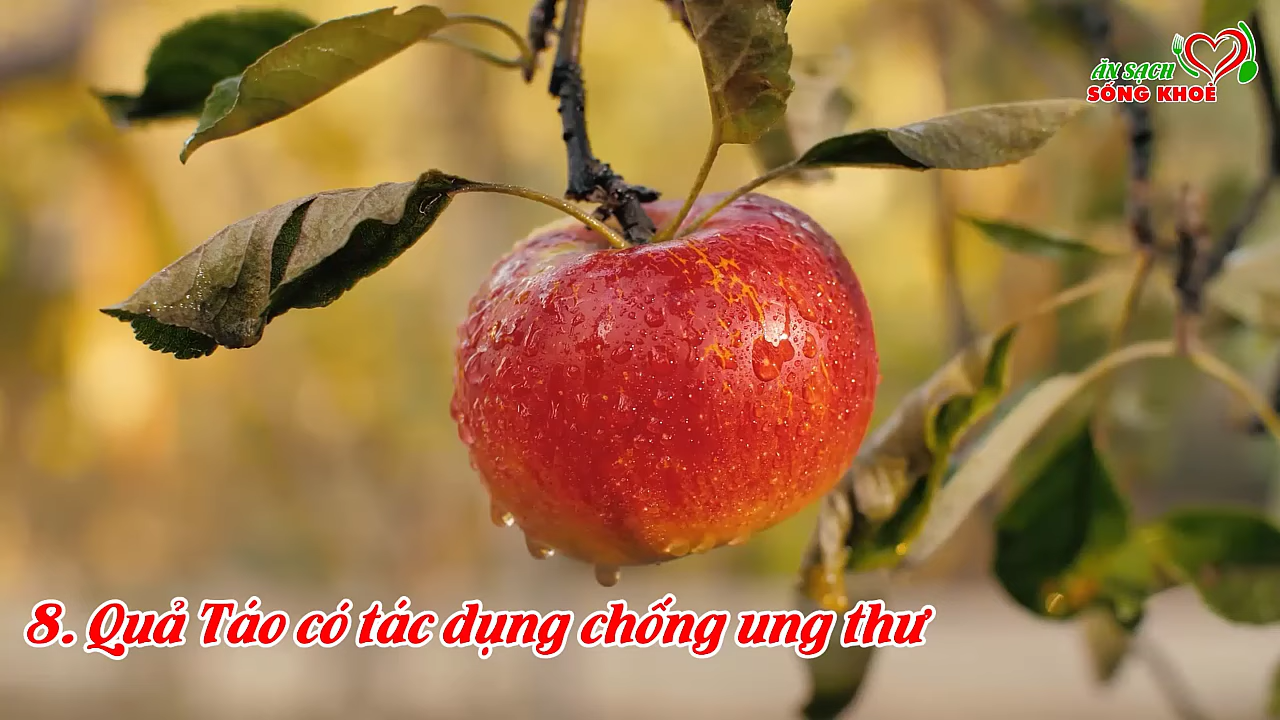 ĂN SẠCH
SỐNG KHOẺ
8. Quả Táo có tác dụng chống ung thư